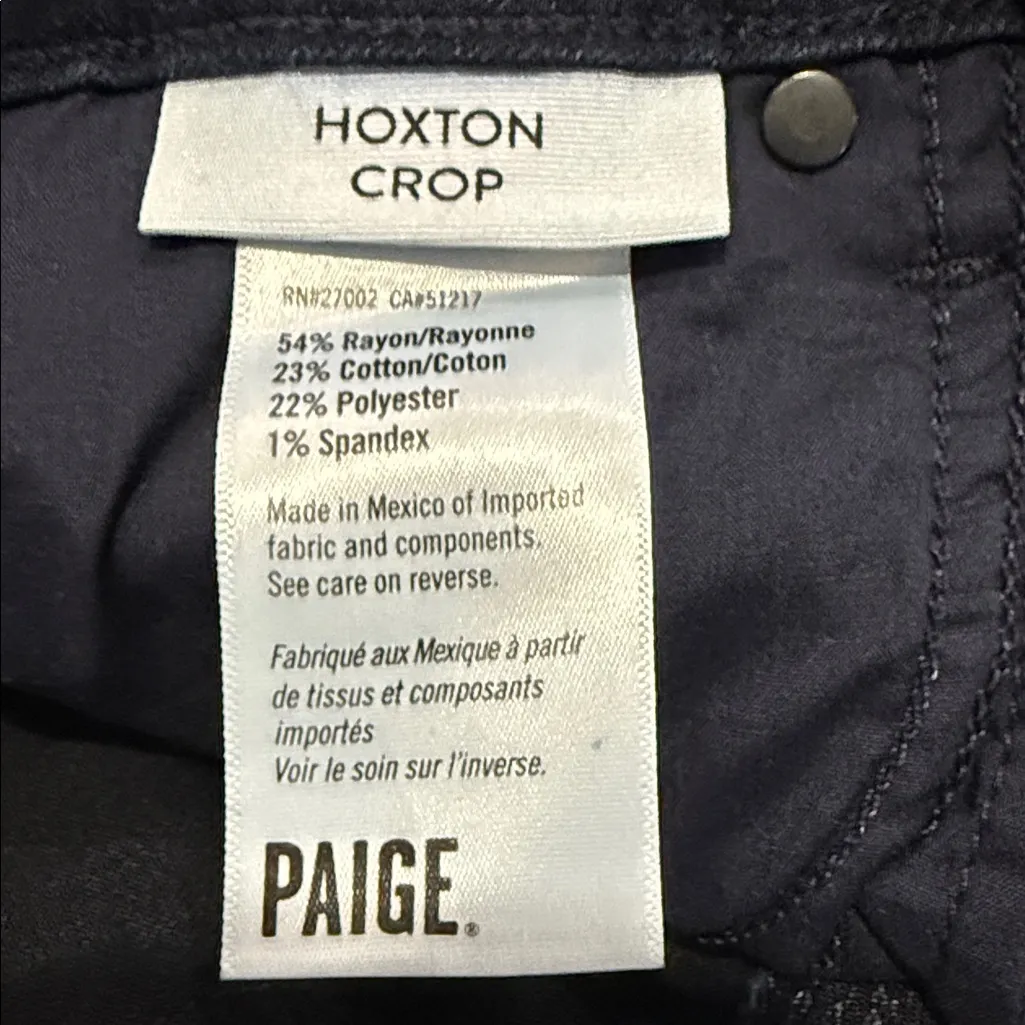 HOXTON
CROP
RN#27002 CA#51217
54% Rayon/Rayonne
23% Cotton/Coton
22% Polyester
1% Spandex
Made in Mexico of Imported
fabric and components.
See care on reverse.
Fabriqué aux Mexique à partir
de tissus et composants
importés
Voir le soin sur l'inverse.
PAIGE®